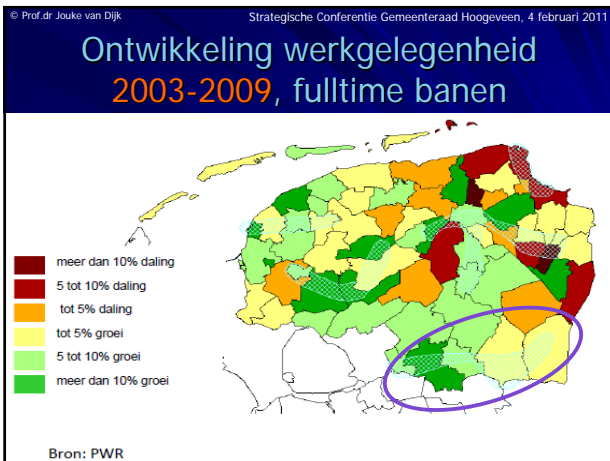 © Prof.dr Jouke van Dijk
Strategische Conferentie Gemeenteraad Hoogeveen, 4 februari 2011
Ontwikkeling werkgelegenheid
2003-2009, fulltime banen
meer dan 10% daling
5 tot 10% daling
tot 5% daling
tot 5% groei
5 tot 10% groei
meer dan 10% groei
Bron: PWR